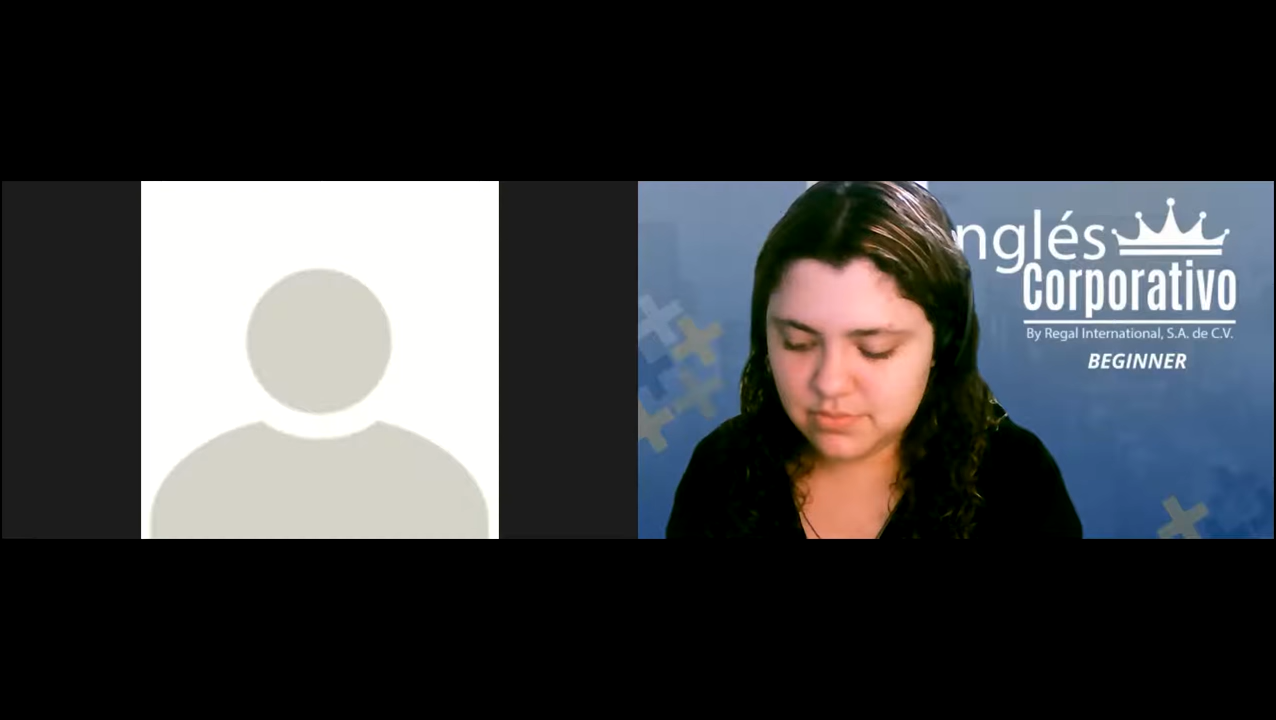 nglés
Corporativo
By Regal International, S.A. de C.V.
BEGINNER